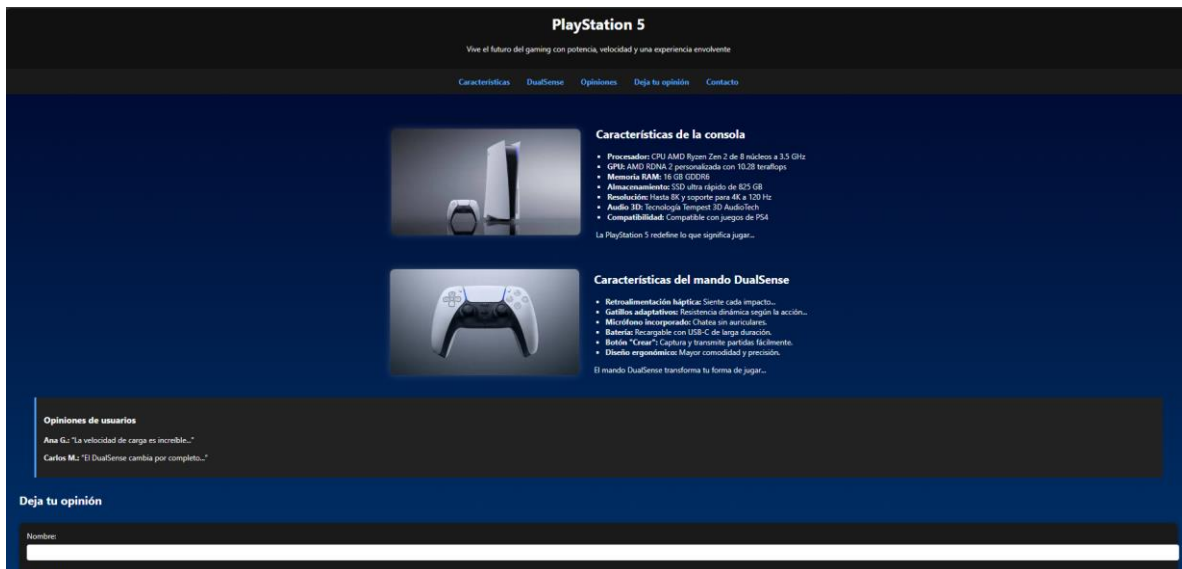 PlayStation 5
Vive el futuro del gaming con potencia, velocidad y una experiencia envolvente
Características DualSense Opiniones Deja tu opinión Contacto
Características de la consola
Procesador: CPU AMD Ryzen Zen 2 de 8 núcleos a 3.5 GHz
GPU: AMD RDNA 2 personalizada con 10.28 teraflops
Memoria RAM: 16 GB GDDR6
Almacenamiento: SSD ultra rápido de 825 GB
Resolución: Hasta 8K y soporte para 4K a 120 Hz
Audio 3D: Tecnología Tempest 3D AudioTech
Compatibilidad: Compatible con juegos de PS4
La PlayStation 5 redefine lo que significa jugar...
Características del mando DualSense
Retroalimentación háptica: Siente cada impacto...
Gatillos adaptativos: Resistencia dinámica según la acción...
Micrófono incorporado: Chatea sin auriculares.
Batería: Recargable con USB-C de larga duración.
Botón "Crear": Captura y transmite partidas fácilmente.
Diseño ergonómico: Mayor comodidad y precisión.
El mando DualSense transforma tu forma de jugar...
Opiniones de usuarios
Ana G.: "La velocidad de carga es increíble..."
Carlos M.: "El DualSense cambia por completo..."
Deja tu opinión
Nombre: